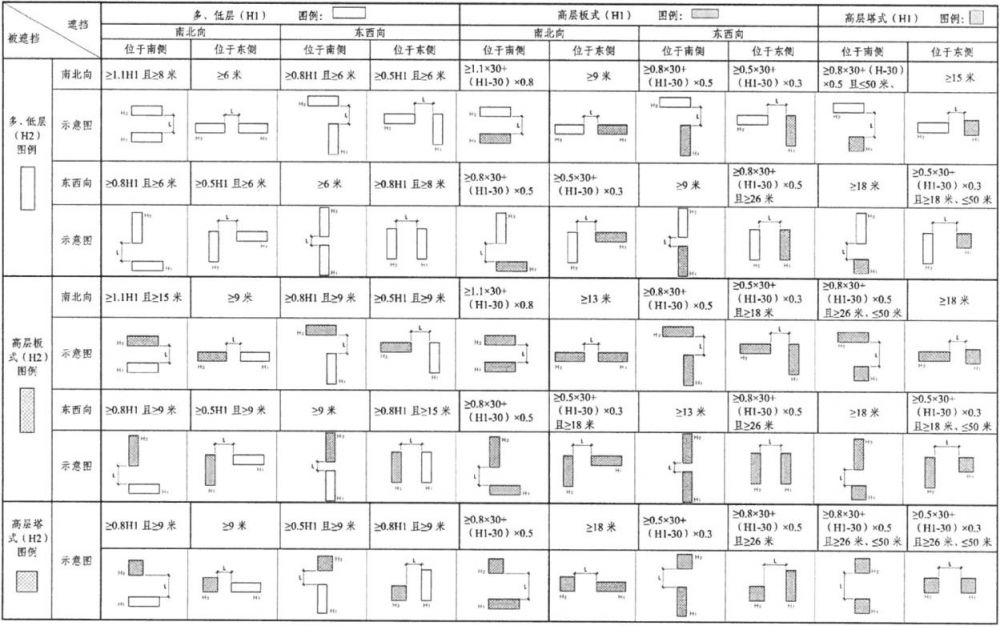 遮挡
被遮挡
多、低层(H1) 图例:
高层板式(H1) 图例:
高层塔式(H1) 图例:
南北向 东西向 南北向 东西向
位于南侧 位于东侧 位于南侧 位于东侧 位于南侧 位于东侧 位于南侧 位于东侧 位于南侧 位于东侧
多、低层
(H2)
图例
南北向
≥1.1H1 且≥8 米
≥6 米
≥0.8H1 且≥6 米
≥0.5H1 且≥6 米
≥1.1×30+
(H1-30)×0.8
≥9 米
≥0.8×30+
(H1-30)×0.5
≥0.5×30+
(H1-30)×0.3
≥0.8×30+(H-30)
×0.5 且≤50 米、
≥15 米
示意图
东西向
≥0.8H1 且≥6 米
≥0.5H1 且≥6 米
≥6 米
≥0.8H1 且≥8 米
≥0.8×30+
(H1-30)×0.5
≥0.5×30+
(H1-30)×0.3
≥9 米
≥0.8×30+
(H1-30)×0.5
且≥26 米
≥18 米
≥0.5×30+
(H1-30)×0.3
且≥18 米、≤50 米
示意图
高层板
式(H2)
图例
南北向
≥1.1H1 且≥15 米
≥9 米
≥0.8H1 且≥9 米
≥0.5H1 且≥9 米
≥1.1×30+
(H1-30)×0.8
≥13 米
≥0.8×30+
(H1-30)×0.5
≥0.5×30+
(H1-30)×0.3
且≥18 米
≥0.8×30+
(H1-30)×0.5
且≥26 米、≤50 米
≥18 米
示意图
东西向
≥0.8H1 且≥9 米
≥0.5H1 且≥9 米
≥9 米
≥0.8H1 且≥15 米
≥0.8×30+
(H1-30)×0.5
≥0.5×30+
(H1-30)×0.3
且≥18 米
≥13 米
≥0.8×30+
(H1-30)×0.5
且≥26 米
≥18 米
≥0.5×30+
(H1-30)×0.3
且≥18 米、≤50 米
示意图
高层塔
式(H2)
图例
≥0.8H1 且≥9 米
≥9 米
≥0.5H1 且≥9 米
≥0.8H1 且≥9 米
≥0.8×30+
(H1-30)×0.5
≥18 米
≥0.5×30+
(H1-30)×0.3
≥0.8×30+
(H1-30)×0.5
且≥26 米
≥0.8×30+
(H1-30)×0.5
且≥26 米、≤50 米
≥0.5×30+
(H1-30)×0.3
且≥26 米、≤50 米
示意图